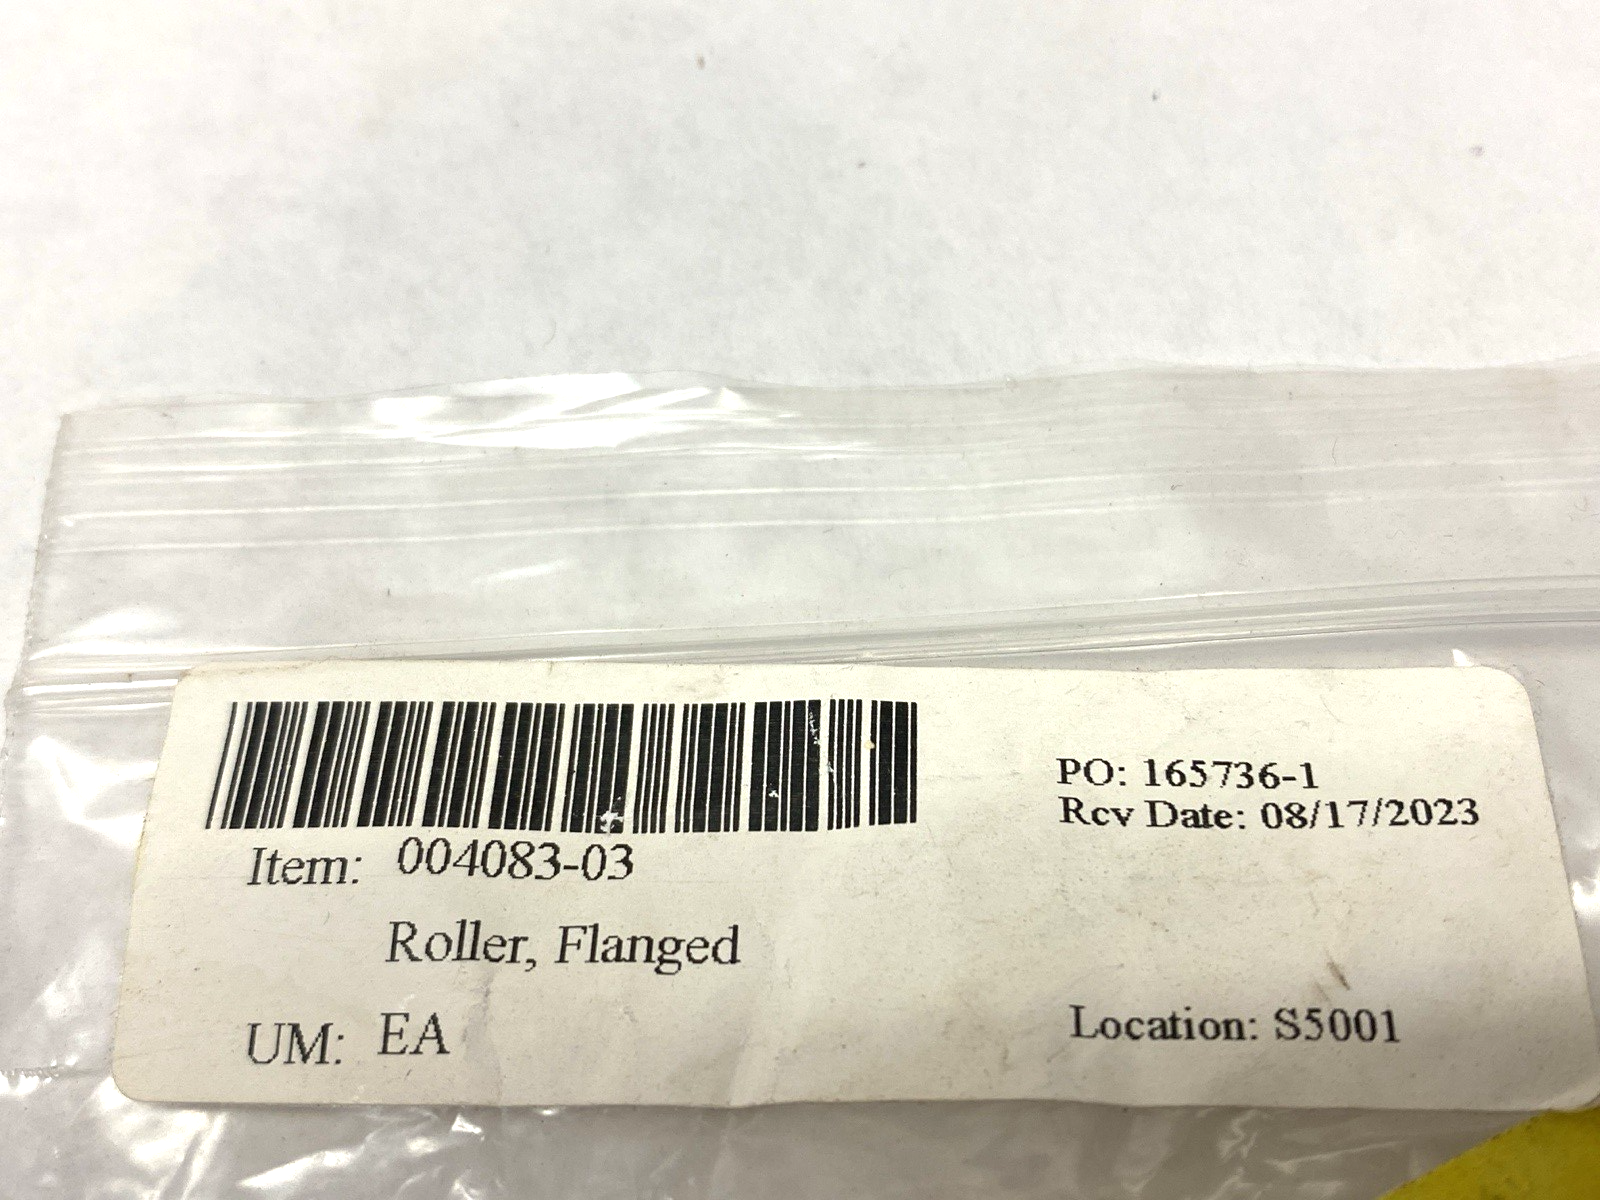 PO: 165736-1
Rcv Date: 08/17/2023
Item: 004083-03
Roller, Flanged
UM: EA
Location: S5001